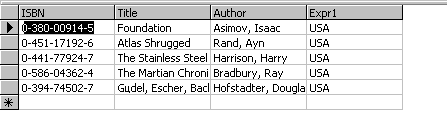 ISBN Title Author Expr1
0-380-00914-5 Foundation Asimov, Isaac USA
0-451-17192-6 Atlas Shrugged Rand, Ayn USA
0-441-77924-7 The Stainless Steel Harrison, Harry USA
0-586-04362-4 The Martian Chroni Bradbury, Ray USA
0-394-74502-7 Gџdel, Escher, Bacl Hofstadter, Dougla USA